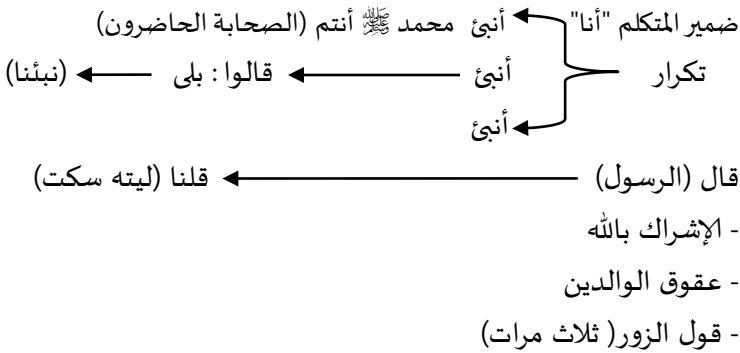 ضمير المتكلم "أنا" أنبئ محمد ﷺ أنتم (الصحابة الحاضرون)
تكرار أنبئ قالوا : بلى (نبئنا)
أنبئ
قال (الرسول) قلنا (ليته سكت)
- الإشراك بالله
- عقوق الوالدين
- قول الزور( ثلاث مرات)